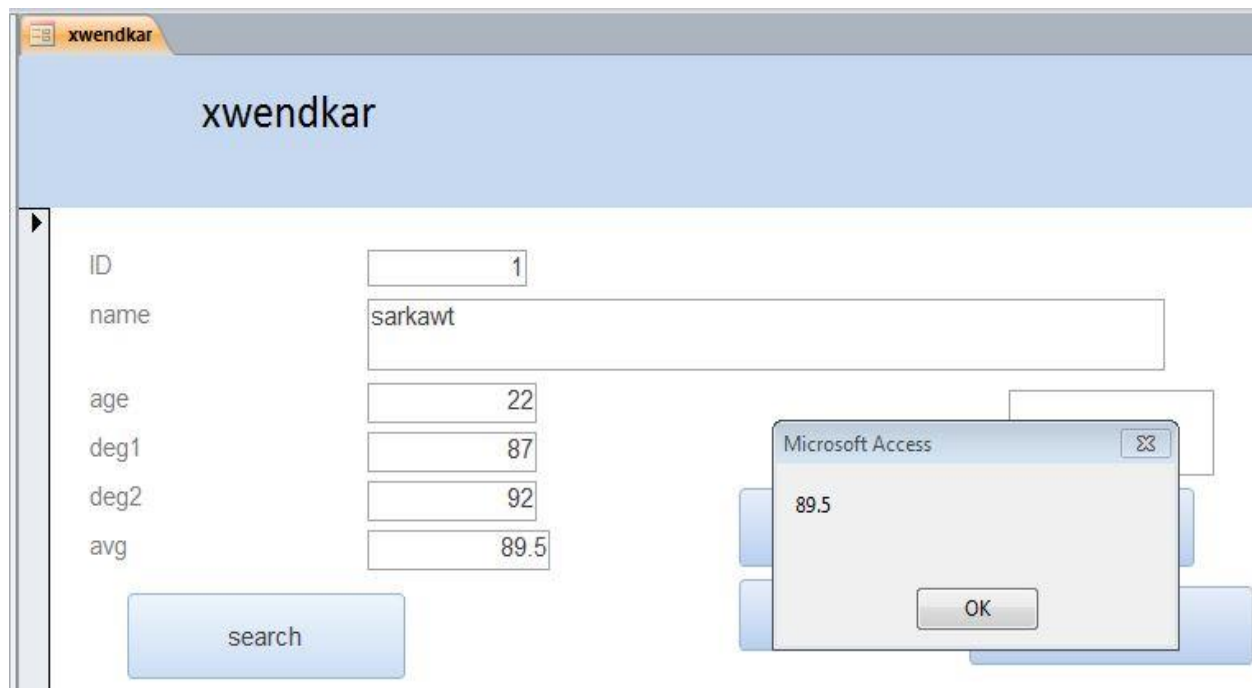 xwendkar
xwendkar
ID 1
name sarkawt
age 22
deg1 87
deg2 92
avg 89.5
search
Microsoft Access
89.5
OK